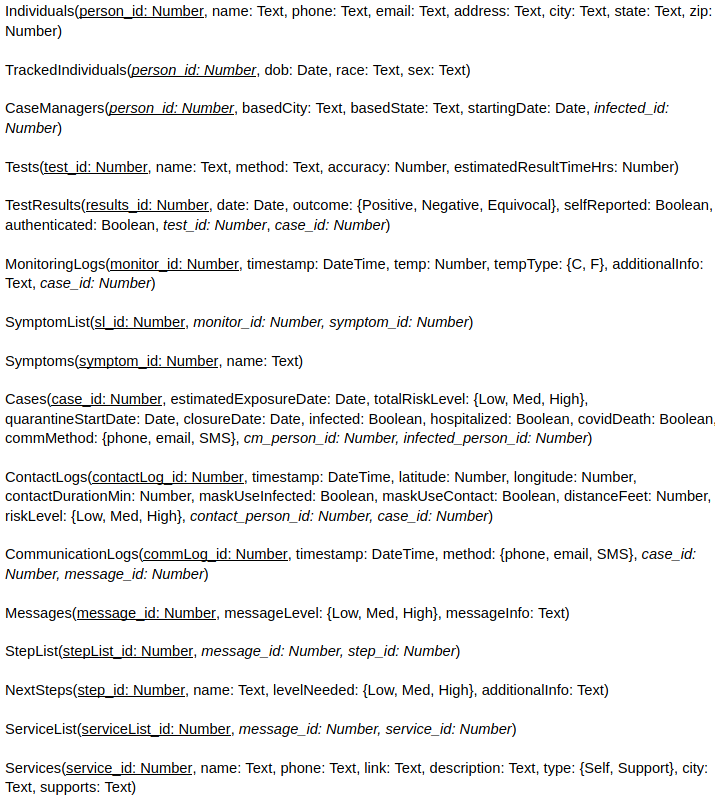 Individuals(person_id: Number, name: Text, phone: Text, email: Text, address: Text, city: Text, state: Text, zip:
Number)
TrackedIndividuals(person_id: Number, dob: Date, race: Text, sex: Text)
CaseManagers(person_id: Number, basedCity: Text, basedState: Text, startingDate: Date, infected_id:
Number)
Tests(test_id: Number, name: Text, method: Text, accuracy: Number, estimatedResultTimeHrs: Number)
TestResults(results_id: Number, date: Date, outcome: {Positive, Negative, Equivocal}, selfReported: Boolean,
authenticated: Boolean, test_id: Number, case_id: Number)
MonitoringLogs(monitor_id: Number, timestamp: DateTime, temp: Number, tempType: {C, F}, additionalInfo:
Text, case_id: Number)
SymptomList(sl_id: Number, monitor_id: Number, symptom_id: Number)
Symptoms(symptom_id: Number, name: Text)
Cases(case_id: Number, estimatedExposureDate: Date, totalRiskLevel: {Low, Med, High},
quarantineStartDate: Date, closureDate: Date, infected: Boolean, hospitalized: Boolean, covidDeath: Boolean,
commMethod: {phone, email, SMS}, cm_person_id: Number, infected_person_id: Number)
ContactLogs(contactLog_id: Number, timestamp: DateTime, latitude: Number, longitude: Number,
contactDurationMin: Number, maskUseInfected: Boolean, maskUseContact: Boolean, distanceFeet: Number,
riskLevel: {Low, Med, High}, contact_person_id: Number, case_id: Number)
CommunicationLogs(commLog_id: Number, timestamp: DateTime, method: {phone, email, SMS}, case_id:
Number, message_id: Number)
Messages(message_id: Number, messageLevel: {Low, Med, High}, messageInfo: Text)
StepList(stepList_id: Number, message_id: Number, step_id: Number)
NextSteps(step_id: Number, name: Text, levelNeeded: {Low, Med, High}, additionalInfo: Text)
ServiceList(serviceList_id: Number, message_id: Number, service_id: Number)
Services(service_id: Number, name: Text, phone: Text, link: Text, description: Text, type: {Self, Support}, city:
Text, supports: Text)